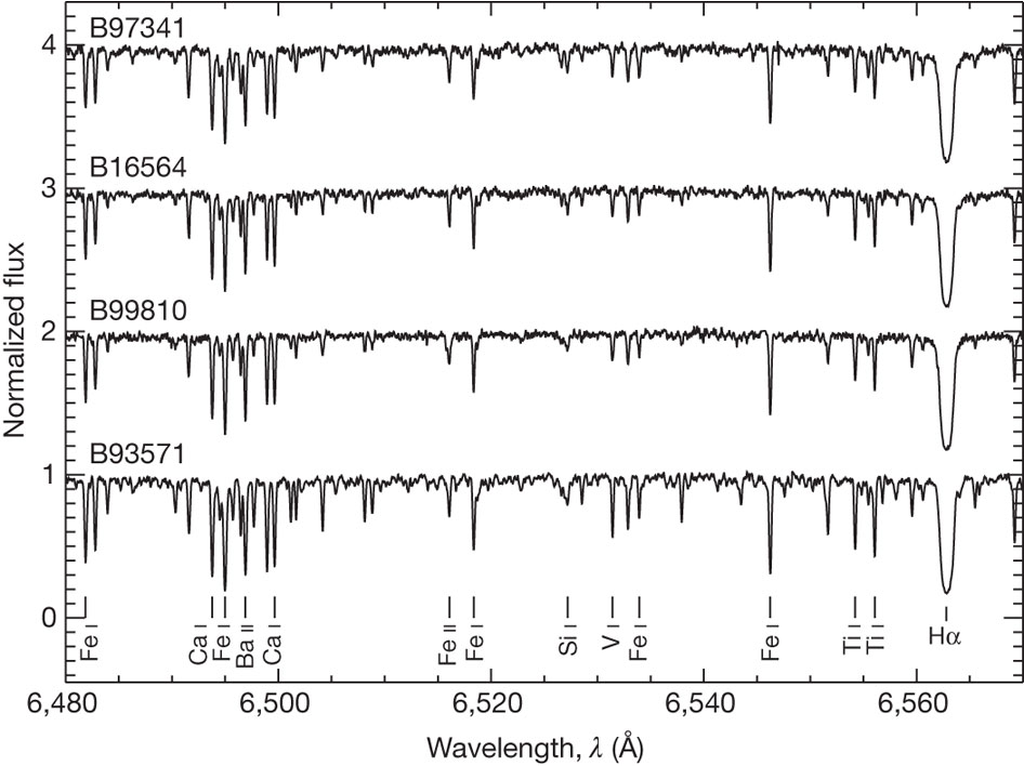 B97341
4
B16564
3
B99810
2
B93571
1
0
Normalized flux
Fe I
Ca I
Fe I
Ba II
Ca I
Fe II
Fe I
Si I
V I
Fe I
Fe I
Ti I
Ti I
Hα
6,480
6,500
6,520
6,540
6,560
Wavelength, λ (Å)